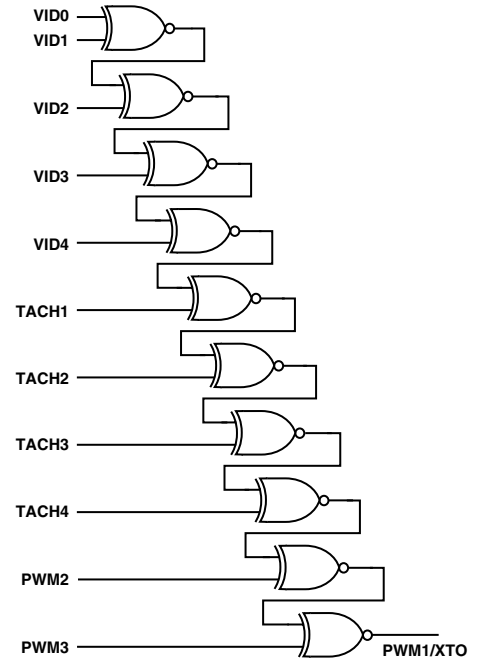 VID0
VID1
VID2
VID3
VID4
TACH1
TACH2
TACH3
TACH4
PWM2
PWM3
PWM1/XTO